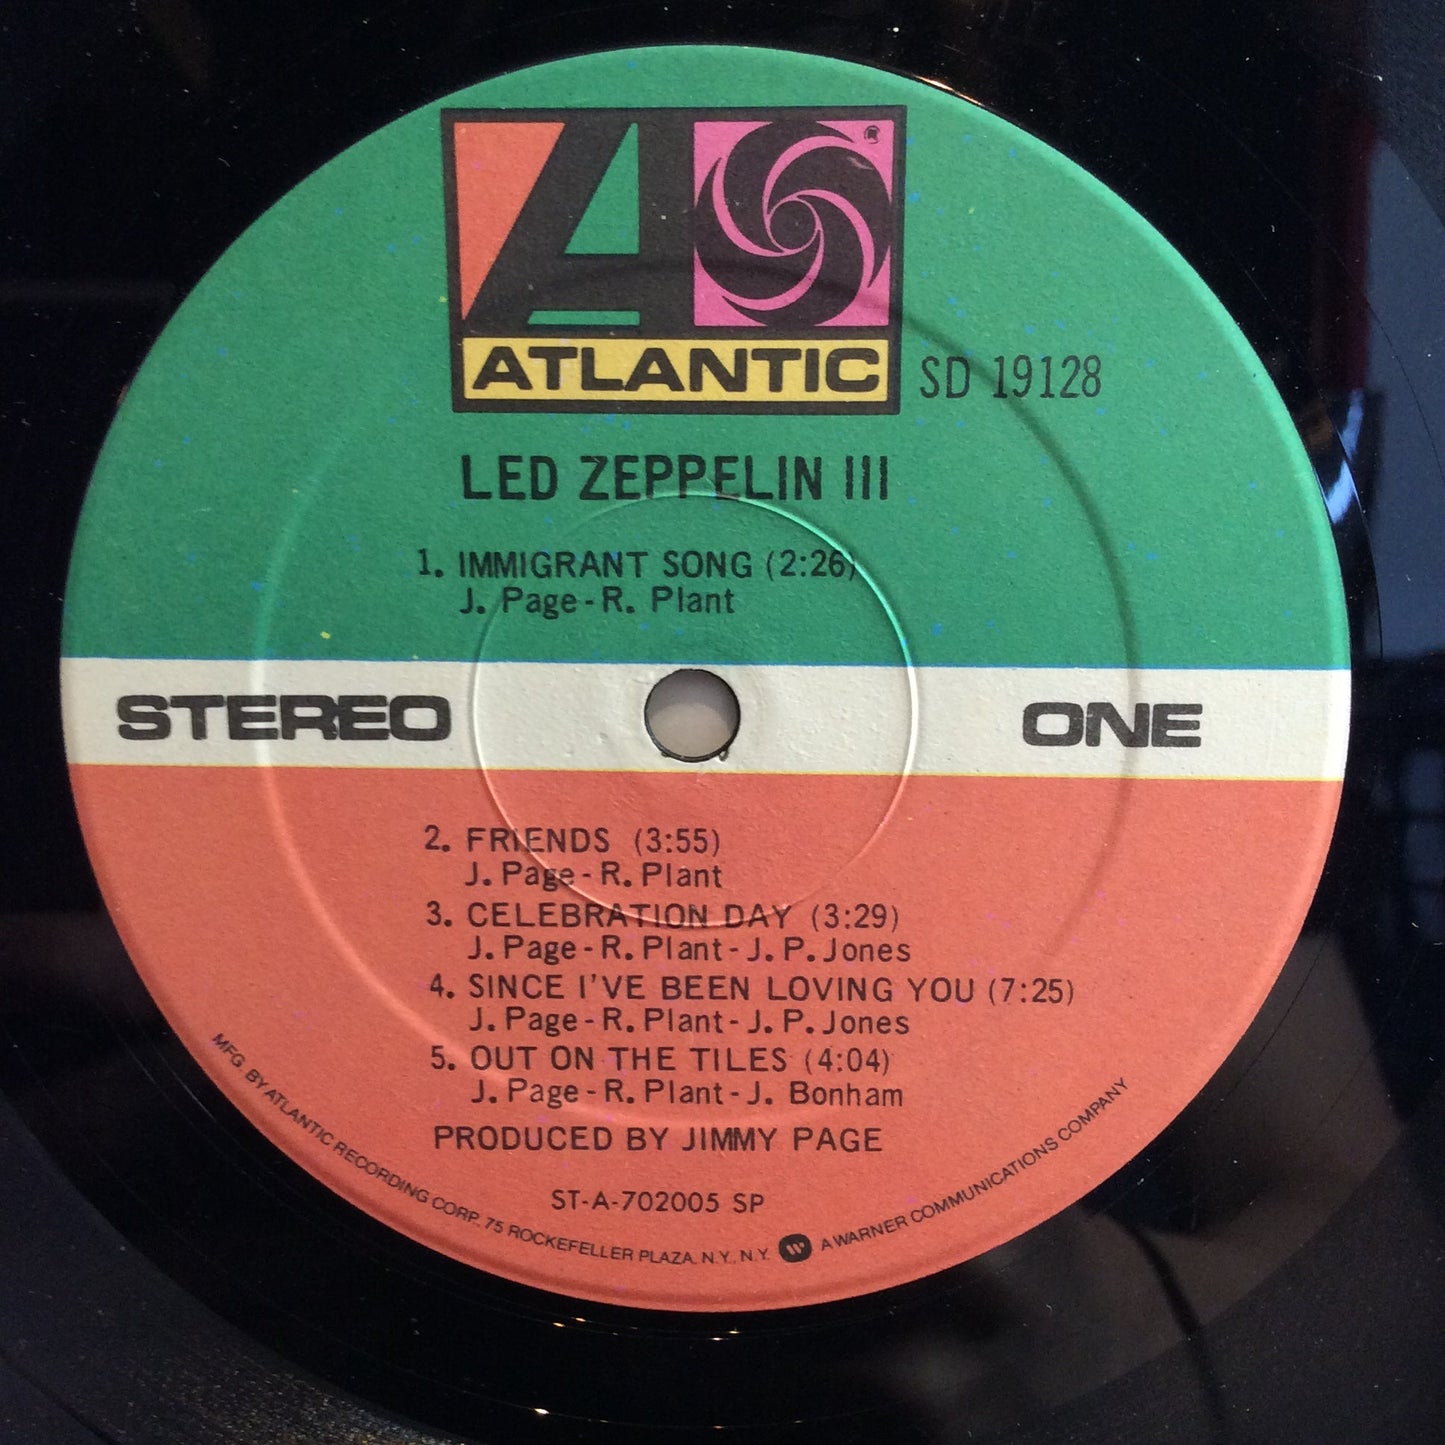 ATLANTIC
SD 19128
LED ZEPPELIN III
1. IMMIGRANT SONG (2:26)
J. Page-R. Plant
STEREO
ONE
2. FRIENDS (3:55)
J. Page-R. Plant
3. CELEBRATION DAY (3:29)
J. Page-R. Plant-J. P. Jones
4. SINCE I'VE BEEN LOVING YOU (7:25)
J. Page-R. Plant-J. P. Jones
5. OUT ON THE TILES (4:04)
J. Page-R. Plant-J. Bonham
PRODUCED BY JIMMY PAGE
ST-A-702005 SP
MFG. BY ATLANTIC RECORDING CORP. 75 ROCKEFELLER PLAZA. N.Y., N.Y. A WARNER COMMUNICATIONS COMPANY